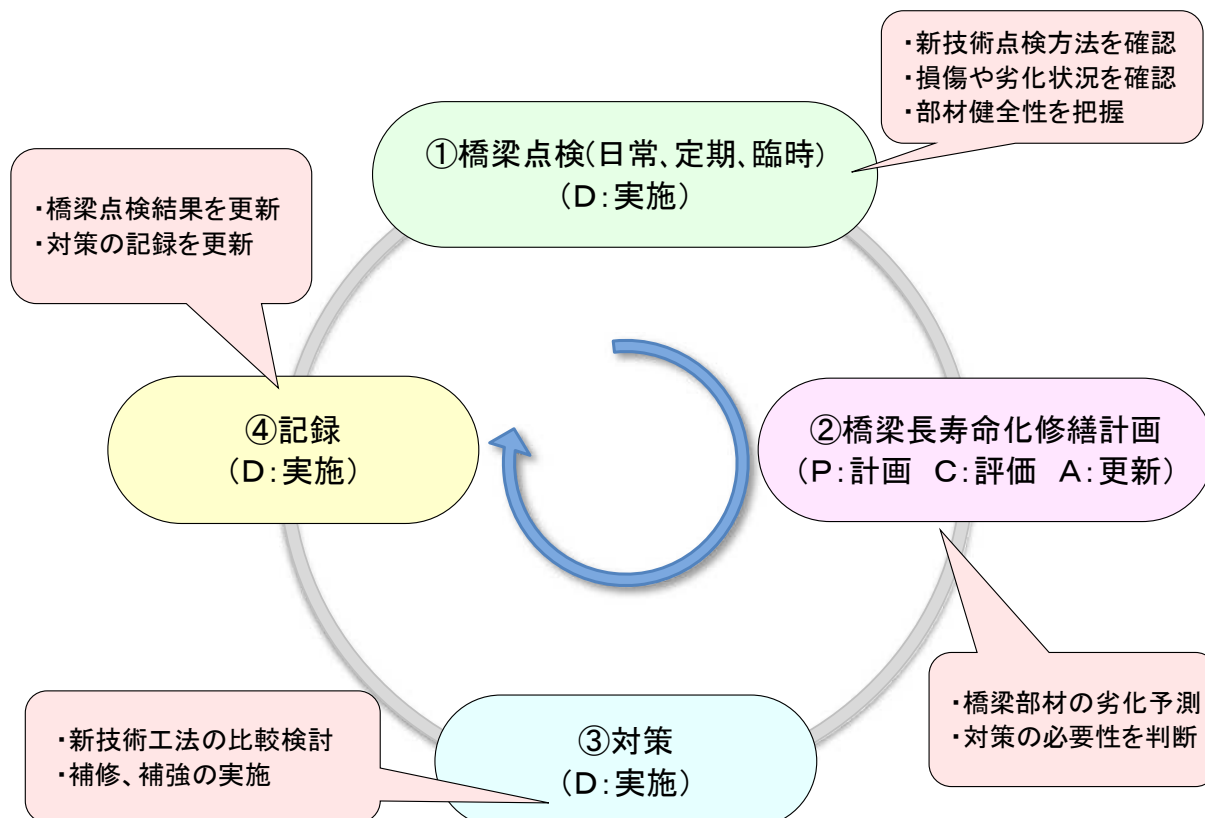 ・新技術点検方法を確認
・損傷や劣化状況を確認
・部材健全性を把握
①橋梁点検(日常、定期、臨時)
(D:実施)
・橋梁点検結果を更新
・対策の記録を更新
④記録
(D:実施)
②橋梁長寿命化修繕計画
(P:計画 C:評価 A:更新)
・橋梁部材の劣化予測
・対策の必要性を判断
③対策
(D:実施)
・新技術工法の比較検討
・補修、補強の実施